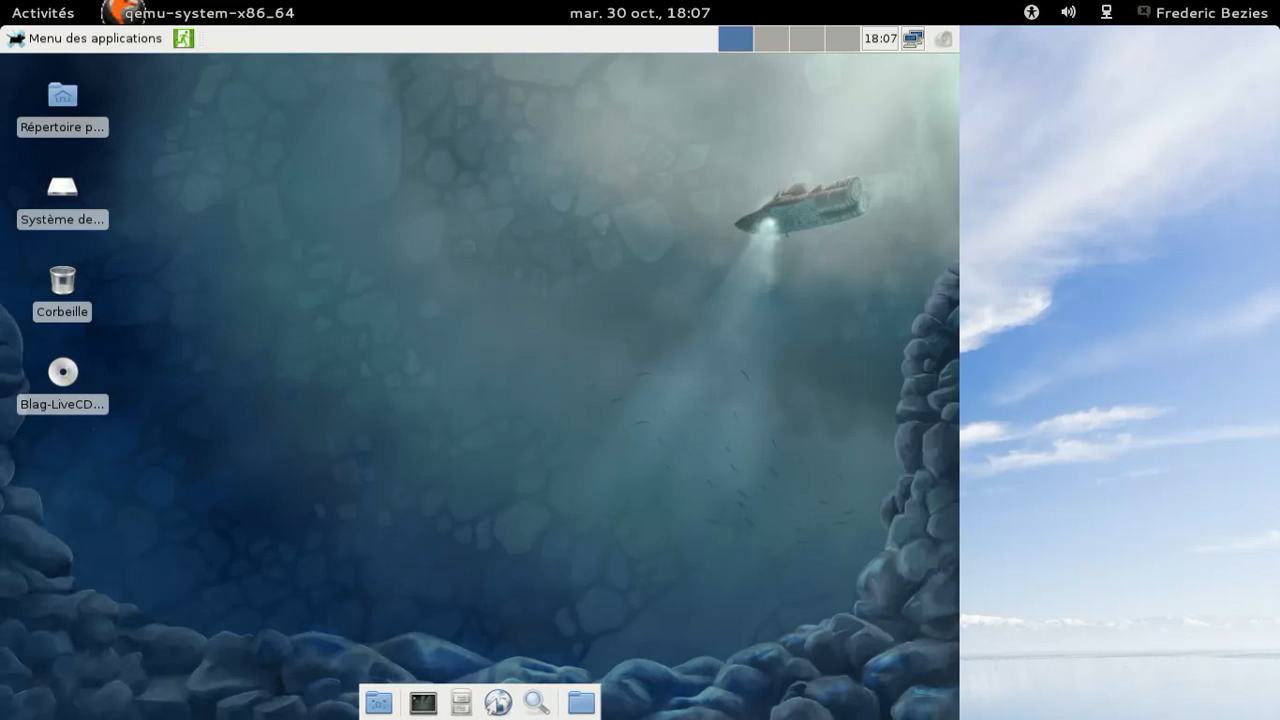 Activités qemu-system-x86_64 mar. 30 oct., 18:07 Frederic Bezies
Menu des applications 18:07
Répertoire p...
Système de...
Corbeille
Blag-LiveCD...